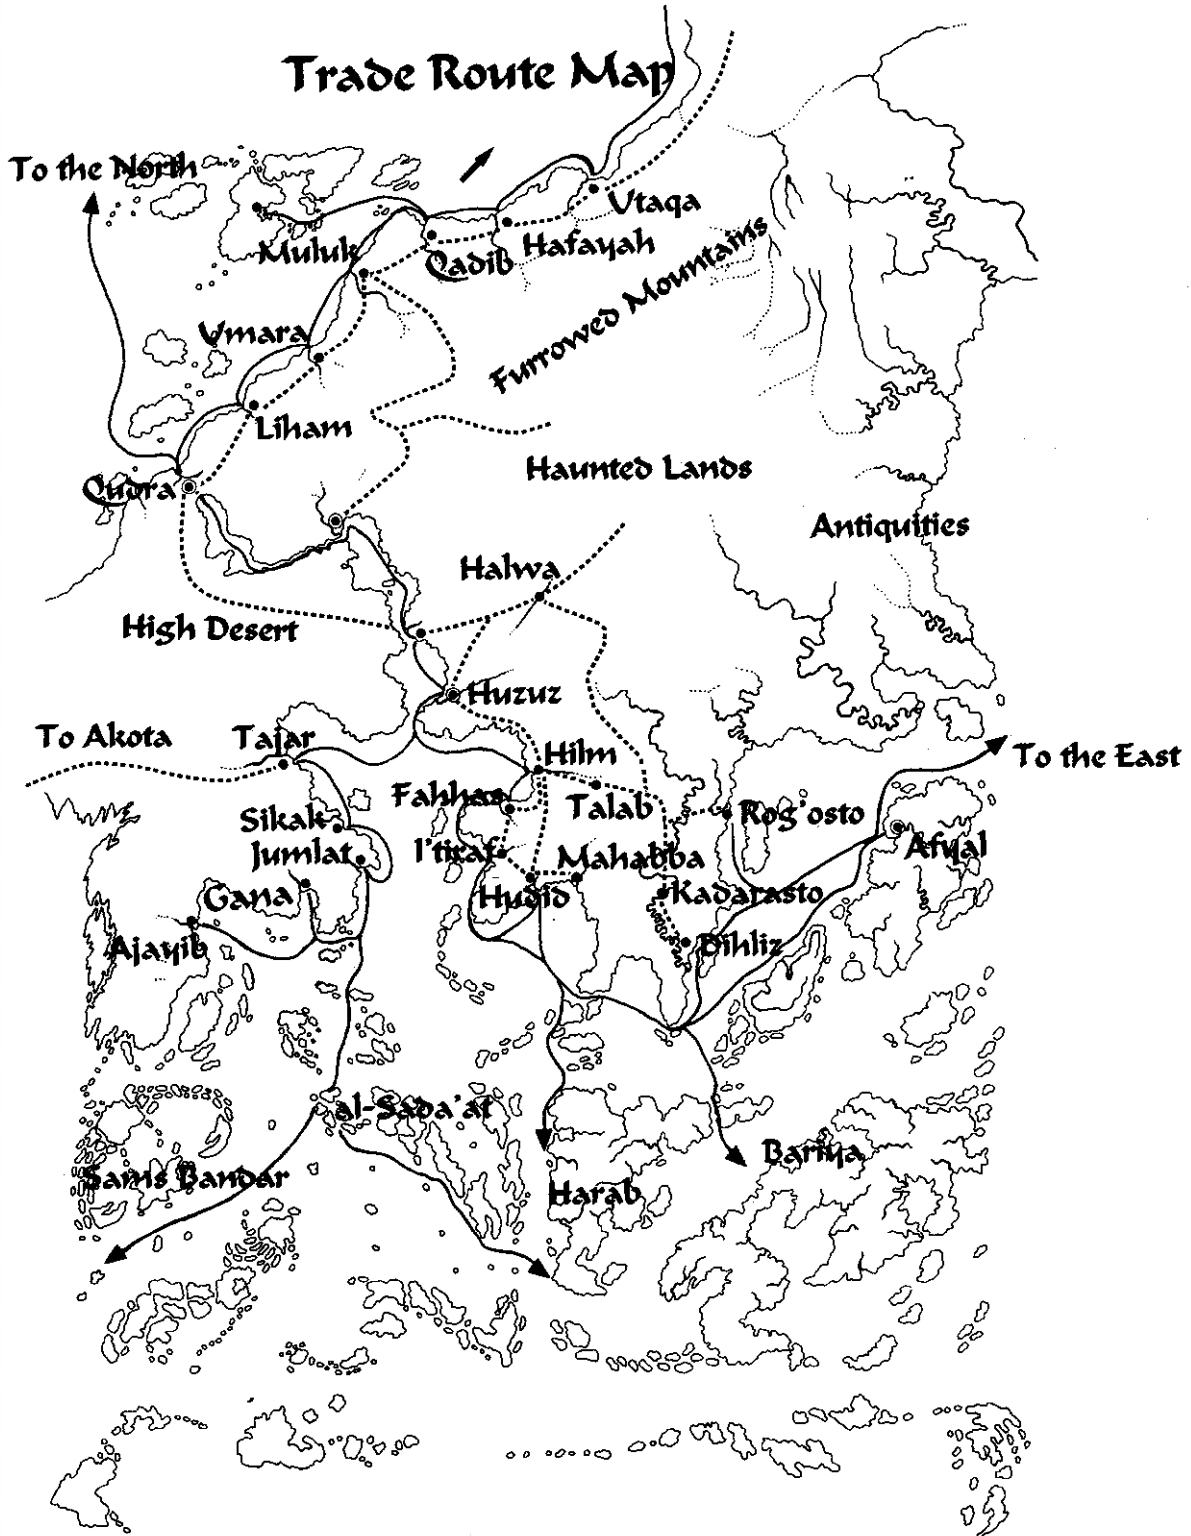 Trade Route Map
To the North
Utaqa
Muluk
Qadib
Hafayah
Furrowed Mountains
Umara
Liham
Haunted Lands
Qudra
Antiquities
Halwa
High Desert
Huzuz
To Akota
Tajar
Hilm
To the East
Fahhas
Talab
Rog'osto
Sikak
Jumlat
I'tiraf
Mahabba
Afyal
Gana
Hudid
Kadarasto
Ajayib
Dihliz
al-Sada'at
Bariya
Sams Bandar
Harab